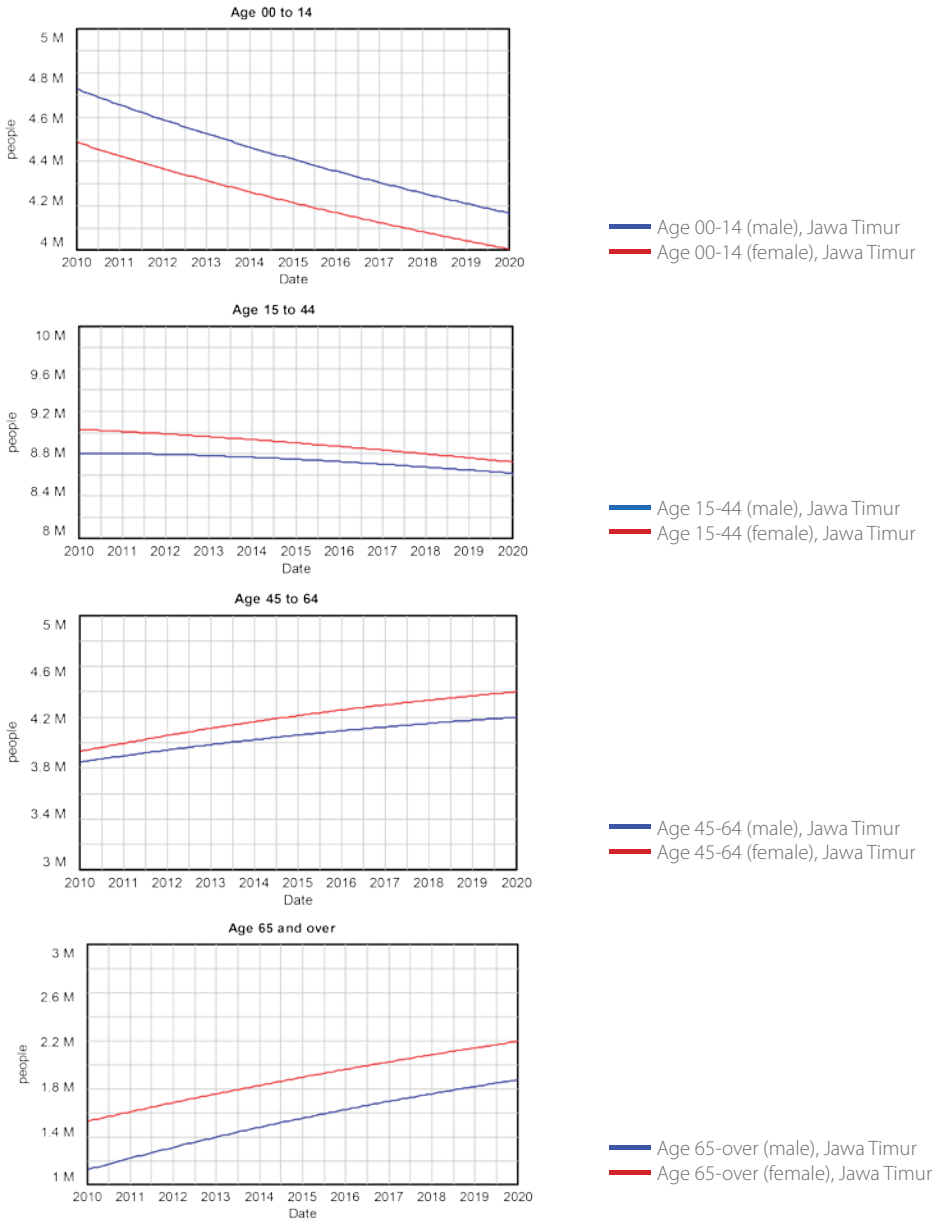 Age 00 to 14
5 M
4.8 M
4.6 M
4.4 M
4.2 M
4 M
people
2010 2011 2012 2013 2014 2015 2016 2017 2018 2019 2020
Date
Age 00-14 (male), Jawa Timur
Age 00-14 (female), Jawa Timur
Age 15 to 44
10 M
9.6 M
9.2 M
8.8 M
8.4 M
8 M
people
2010 2011 2012 2013 2014 2015 2016 2017 2018 2019 2020
Date
Age 15-44 (male), Jawa Timur
Age 15-44 (female), Jawa Timur
Age 45 to 64
5 M
4.6 M
4.2 M
3.8 M
3.4 M
3 M
people
2010 2011 2012 2013 2014 2015 2016 2017 2018 2019 2020
Date
Age 45-64 (male), Jawa Timur
Age 45-64 (female), Jawa Timur
Age 65 and over
3 M
2.6 M
2.2 M
1.8 M
1.4 M
1 M
people
2010 2011 2012 2013 2014 2015 2016 2017 2018 2019 2020
Date
Age 65-over (male), Jawa Timur
Age 65-over (female), Jawa Timur